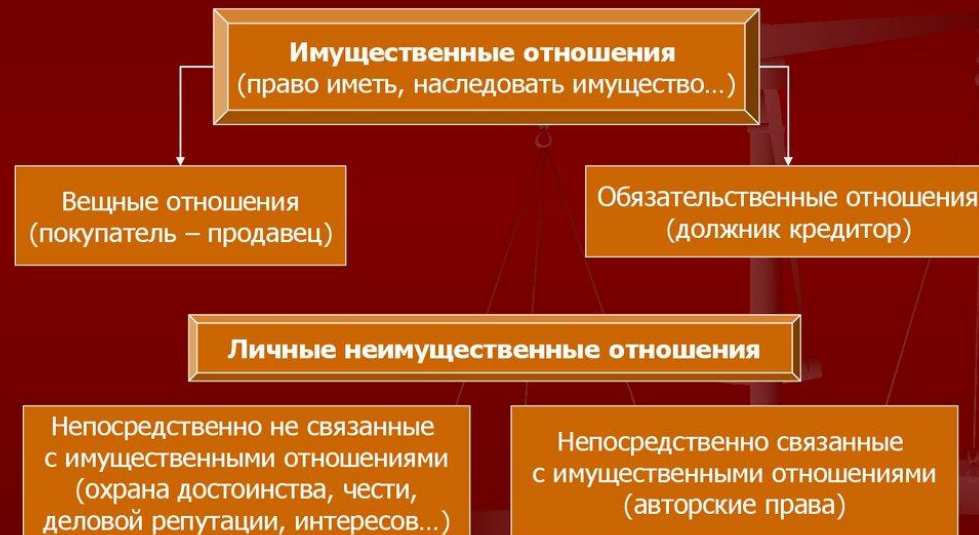 Имущественные отношения
(право иметь, наследовать имущество...)
Вещные отношения
(покупатель – продавец)
Обязательственные отношения
(должник кредитор)
Личные неимущественные отношения
Непосредственно не связанные
с имущественными отношениями
(охрана достоинства, чести,
деловой репутации, интересов...)
Непосредственно связанные
с имущественными отношениями
(авторские права)